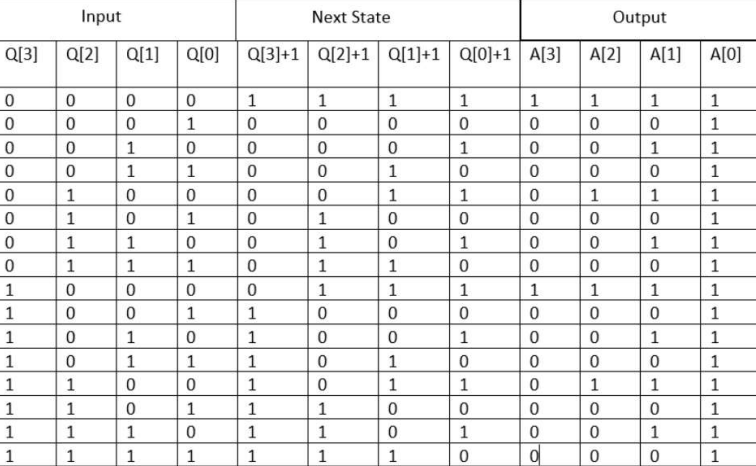 Input Next State Output
Q[3] Q[2] Q[1] Q[0] Q[3]+1 Q[2]+1 Q[1]+1 Q[0]+1 A[3] A[2] A[1] A[0]
0 0 0 0 1 1 1 1 1 1 1 1
0 0 0 1 0 0 0 0 0 0 0 1
0 0 1 0 0 0 0 1 0 0 1 1
0 0 1 1 0 0 1 0 0 0 0 1
0 1 0 0 0 0 1 1 0 1 1 1
0 1 0 1 0 1 0 0 0 0 0 1
0 1 1 0 0 1 0 1 0 0 1 1
0 1 1 1 0 1 1 0 0 0 0 1
1 0 0 0 0 1 1 1 1 1 1 1
1 0 0 1 1 0 0 0 0 0 0 1
1 0 1 0 1 0 0 1 0 0 1 1
1 0 1 1 1 0 1 0 0 0 0 1
1 1 0 0 1 0 1 1 0 1 1 1
1 1 0 1 1 1 0 0 0 0 0 1
1 1 1 0 1 1 0 1 0 0 1 1
1 1 1 1 1 1 1 0 0 0 0 1